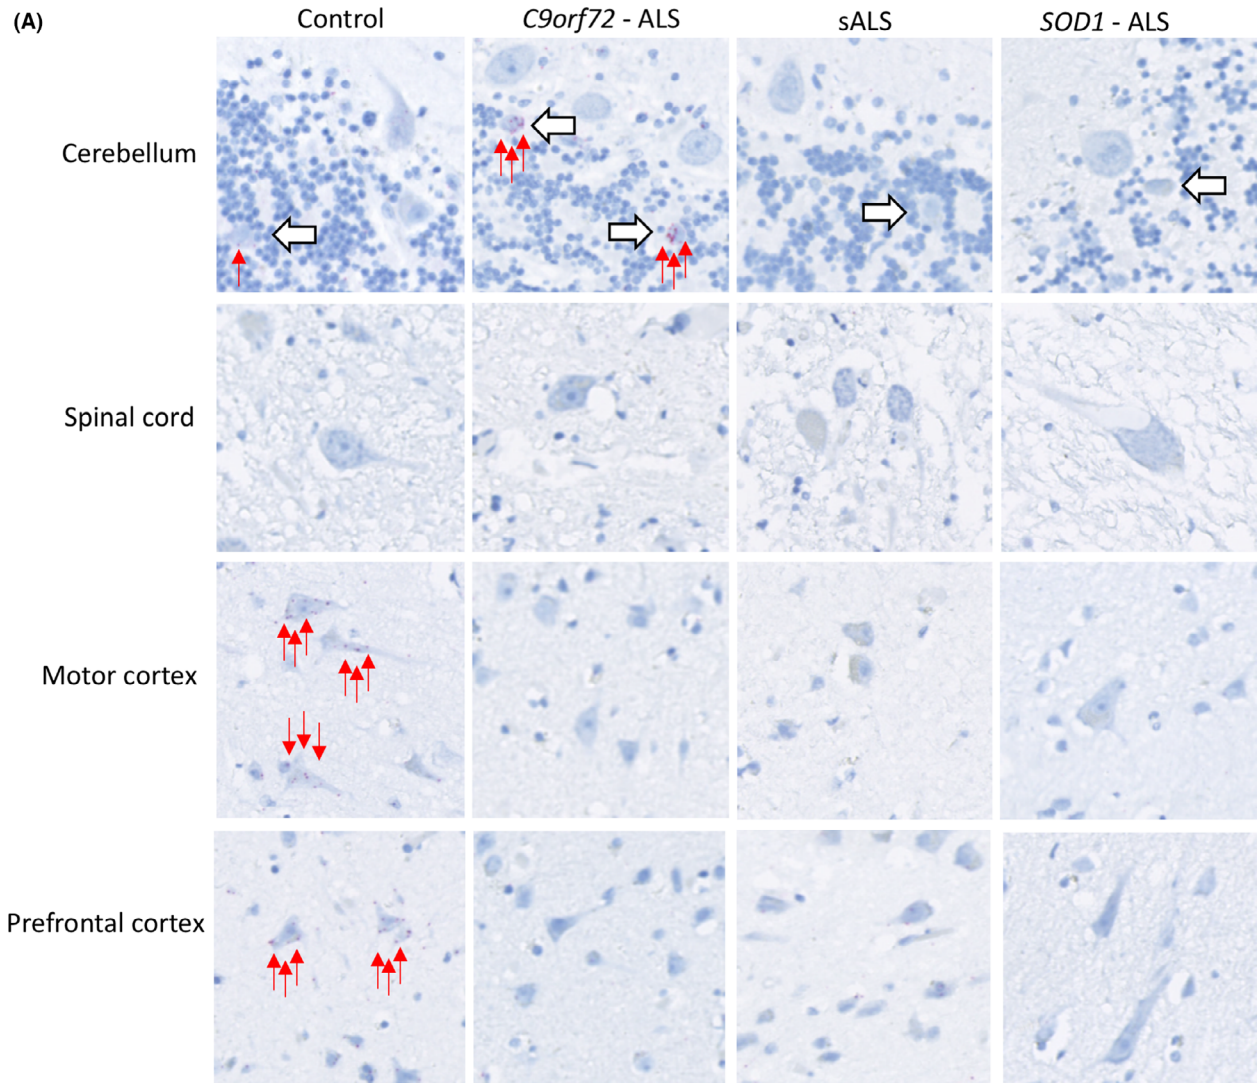 (A)
Control
C9orf72 - ALS
sALS
SOD1 - ALS
Cerebellum
Spinal cord
Motor cortex
Prefrontal cortex